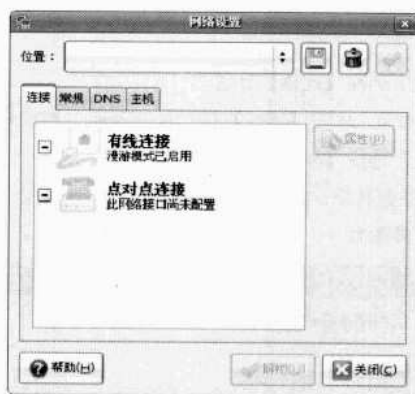 网络设置
位置：
连接 常规 DNS 主机
有线连接
漫游模式已启用
属性(P)
点对点连接
此网络接口尚未配置
帮助(H)
解锁(U)
关闭(C)